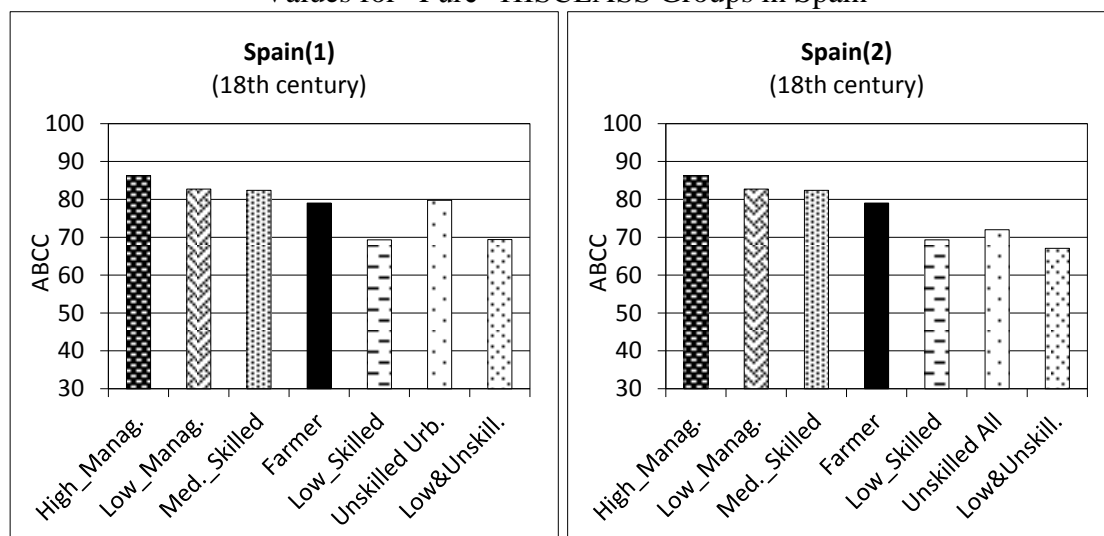 Values for "Pure" HISCLASS Groups in Spain
Spain(1)
(18th century)
ABCC
100
90
80
70
60
50
40
30
High_Manag.
Low_Manag.
Med._Skilled
Farmer
Low_Skilled
Unskilled Urb.
Low&Unskill.
Spain(2)
(18th century)
ABCC
100
90
80
70
60
50
40
30
High_Manag.
Low_Manag.
Med._Skilled
Farmer
Low_Skilled
Unskilled All
Low&Unskill.